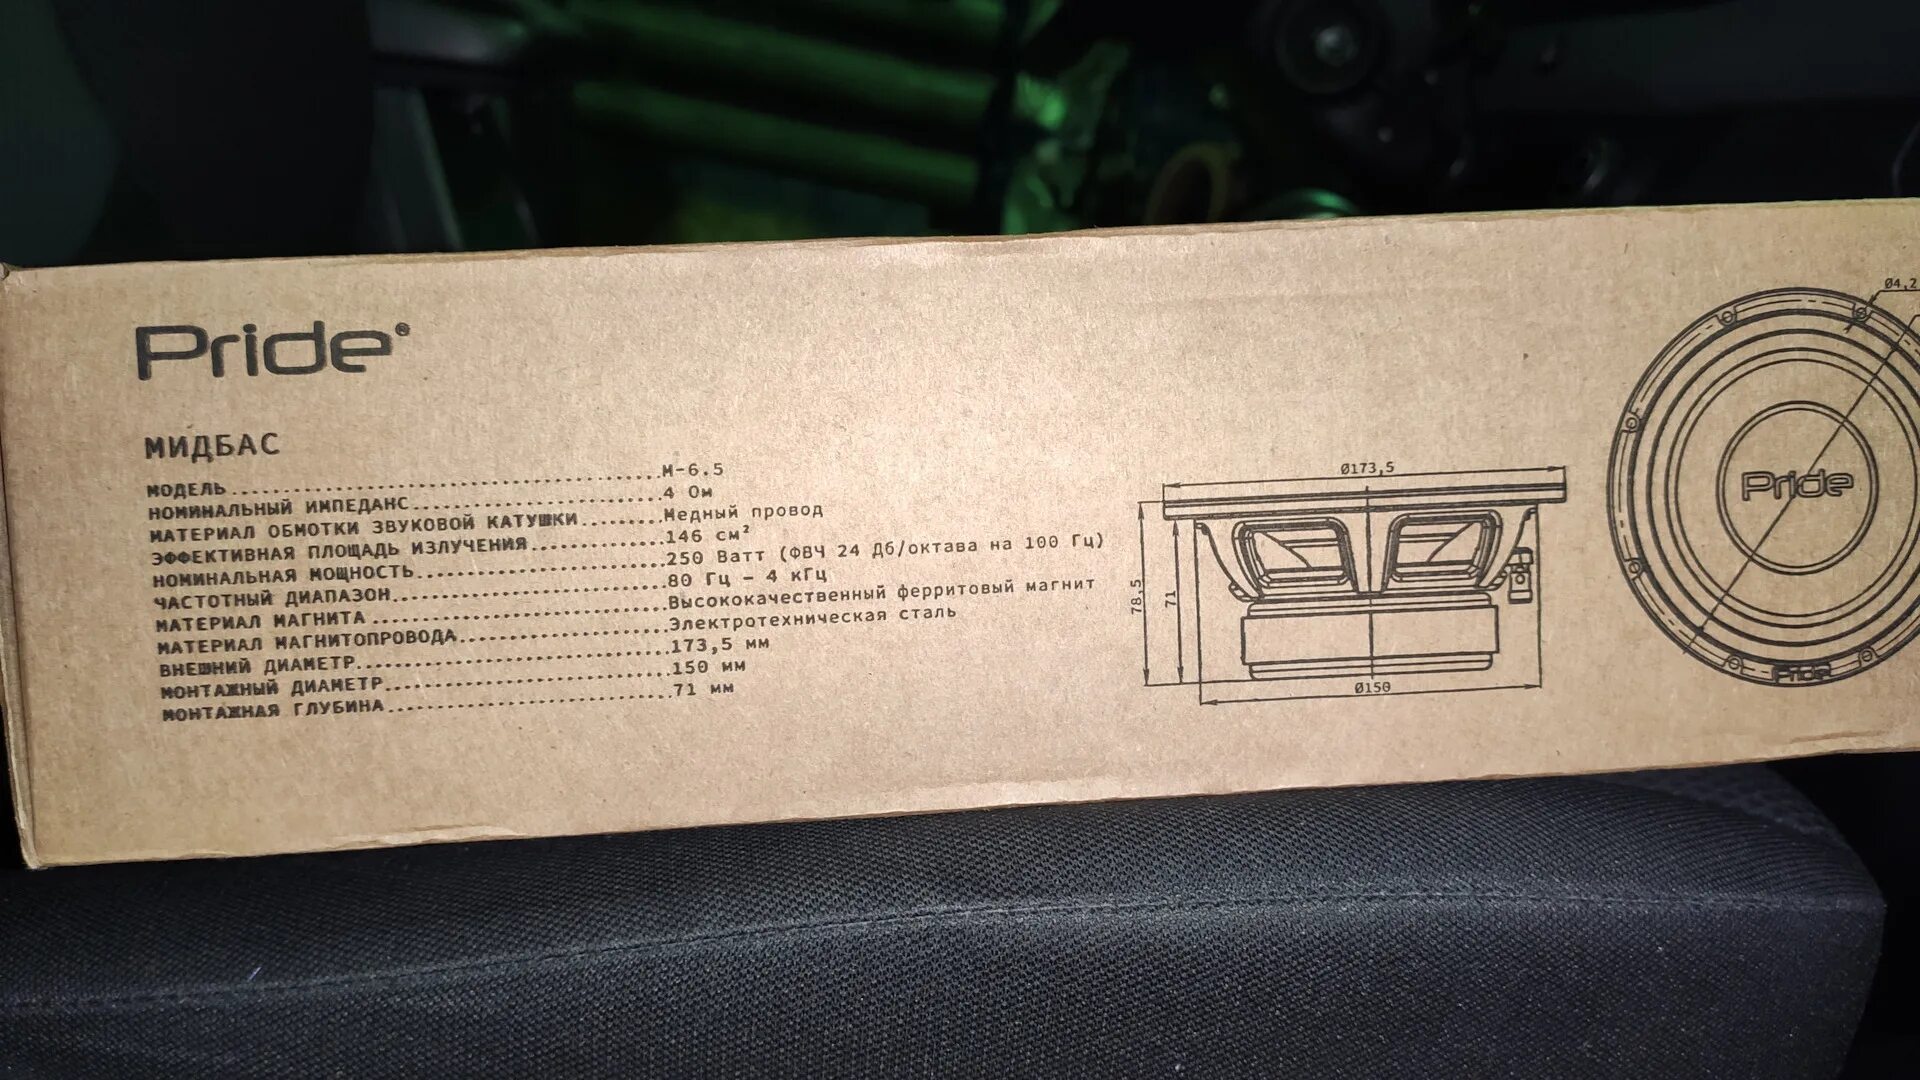 Pride®
МИДБАС
МОДЕЛЬ........M-6.5
НОМИНАЛЬНЫЙ ИМПЕДАНС........4 Ом
МАТЕРИАЛ ОБМОТКИ ЗВУКОВОЙ КАТУШКИ........Медный провод
ЭФФЕКТИВНАЯ ПЛОЩАДЬ ИЗЛУЧЕНИЯ........146 см²
НОМИНАЛЬНАЯ МОЩНОСТЬ........250 Ватт (ФВЧ 24 Дб/октава на 100 Гц)
ЧАСТОТНЫЙ ДИАПАЗОН........80 Гц – 4 кГц
МАТЕРИАЛ МАГНИТА........Высококачественный ферритовый магнит
МАТЕРИАЛ МАГНИТОПРОВОДА........Электротехническая сталь
ВНЕШНИЙ ДИАМЕТР........173,5 мм
МОНТАЖНЫЙ ДИАМЕТР........150 мм
МОНТАЖНАЯ ГЛУБИНА........71 мм
Ø173,5
78,5
71
Ø150
Ø4,2
Pride
Pride